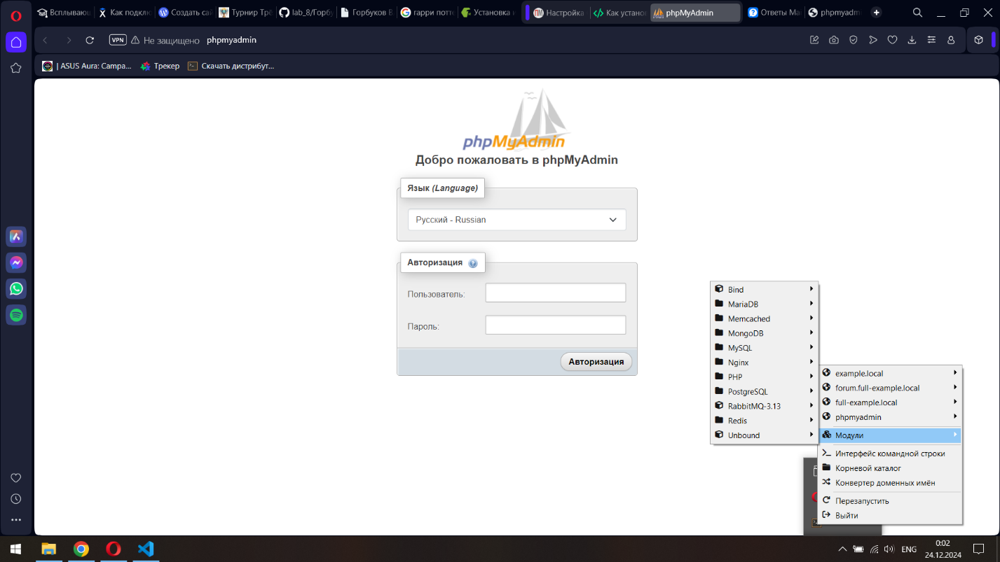 Всплывающ
Как подклю
Создать сай
Турнир Трё
lab_8/Горбу
Горбуков В
гарри потте
Установка и
Настройка
Как установ
phpMyAdmin
Ответы Ma
phpmyadm
VPN
Не защищено
phpmyadmin
| ASUS Aura: Campa...
Трекер
Скачать дистрибут...
phpMyAdmin
Добро пожаловать в phpMyAdmin
Язык (Language)
Русский - Russian
Авторизация
Пользователь:
Пароль:
Авторизация
Bind
MariaDB
Memcached
MongoDB
MySQL
Nginx
PHP
PostgreSQL
RabbitMQ-3.13
Redis
Unbound
example.local
forum.full-example.local
full-example.local
phpmyadmin
Модули
Интерфейс командной строки
Корневой каталог
Конвертер доменных имён
Перезапустить
Выйти
ENG
0:02
24.12.2024